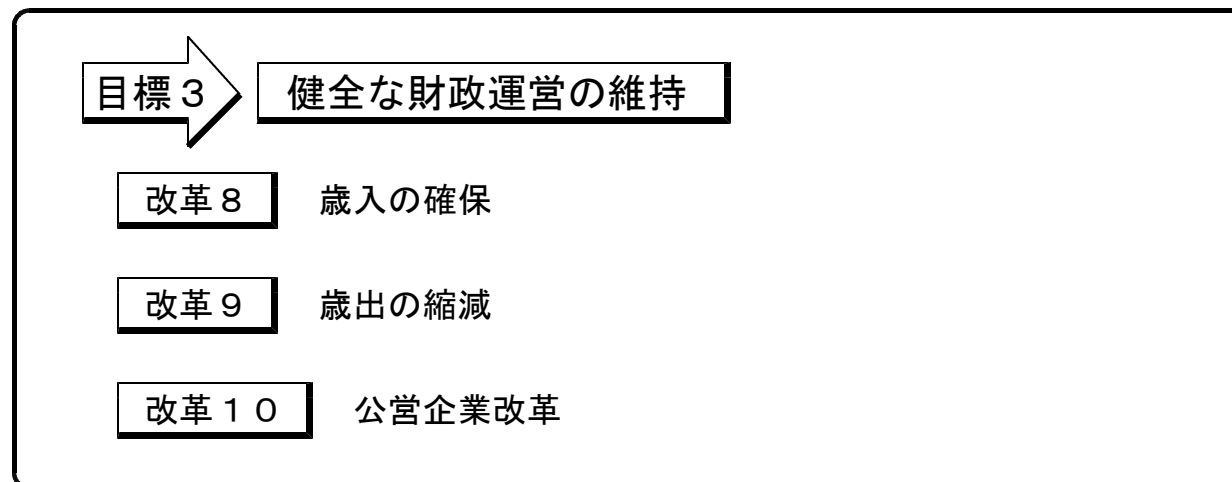 目標３ 健全な財政運営の維持
改革８ 歳入の確保
改革９ 歳出の縮減
改革１０ 公営企業改革